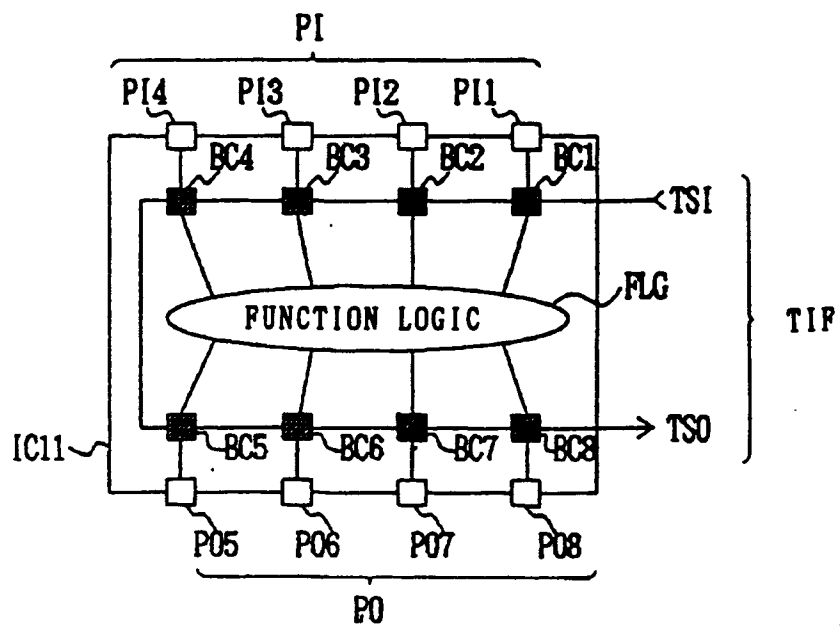 PI
PI4 PI3 PI2 PI1
BC4 BC3 BC2 BC1
TSI
FLG
FUNCTION LOGIC
TIF
TSO
IC11
BC5 BC6 BC7 BC8
PO5 PO6 PO7 PO8
PO